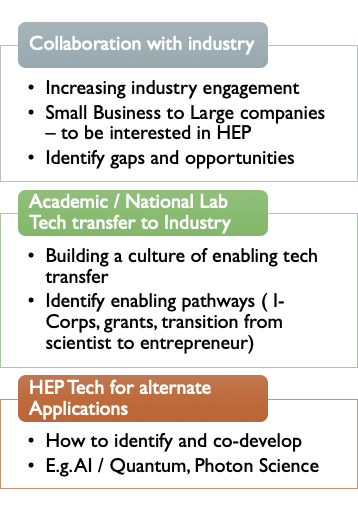 Collaboration with industry
• Increasing industry engagement
• Small Business to Large companies
– to be interested in HEP
• Identify gaps and opportunities
Academic / National Lab
Tech transfer to Industry
• Building a culture of enabling tech
transfer
• Identify enabling pathways ( I-
Corps, grants, transition from
scientist to entrepreneur)
HEP Tech for alternate
Applications
• How to identify and co-develop
• E.g. AI / Quantum, Photon Science